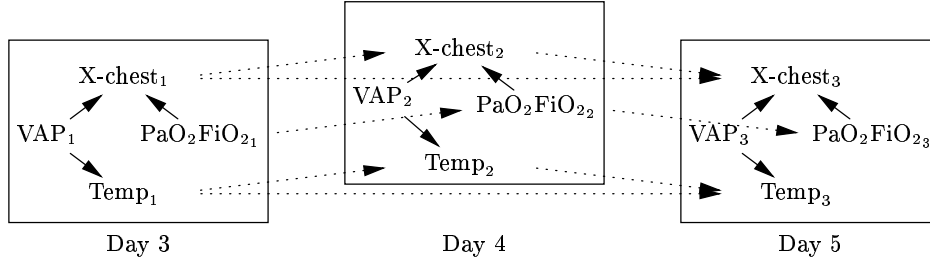 X-chest₁
VAP₁
PaO₂FiO₂₁
Temp₁
Day 3
X-chest₂
VAP₂
PaO₂FiO₂₂
Temp₂
Day 4
X-chest₃
VAP₃
PaO₂FiO₂₃
Temp₃
Day 5